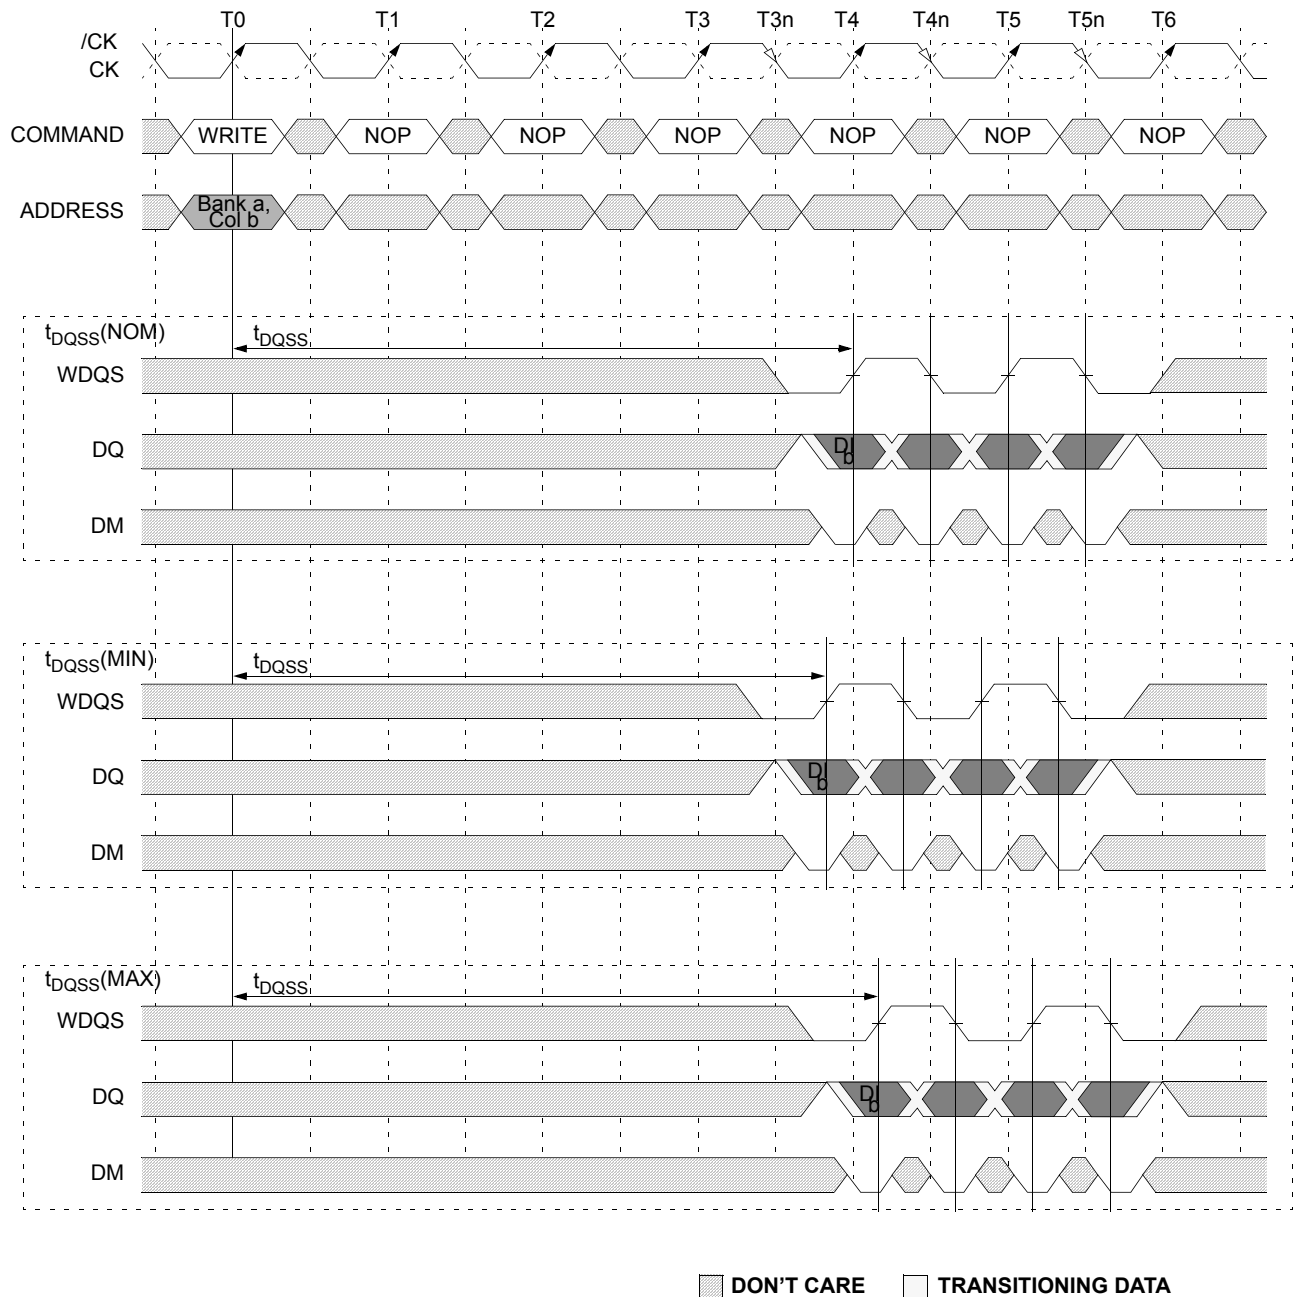 T0 T1 T2 T3 T3n T4 T4n T5 T5n T6
/CK
CK
COMMAND WRITE NOP NOP NOP NOP NOP NOP
ADDRESS Bank a,
Col b
tDQSS(NOM) tDQSS
WDQS
DQ DI
b
DM
tDQSS(MIN) tDQSS
WDQS
DQ DI
b
DM
tDQSS(MAX) tDQSS
WDQS
DQ DI
b
DM
DON'T CARE TRANSITIONING DATA